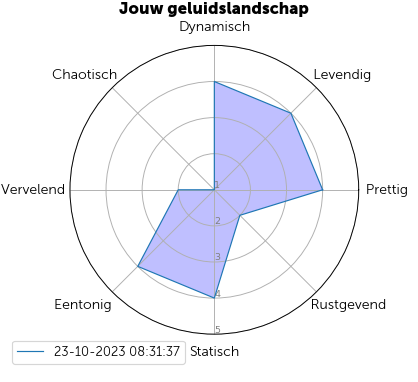 Jouw geluidslandschap
Dynamisch
Chaotisch
Levendig
Vervelend
Prettig
1
2
3
4
5
Eentonig
Rustgevend
Statisch
23-10-2023 08:31:37